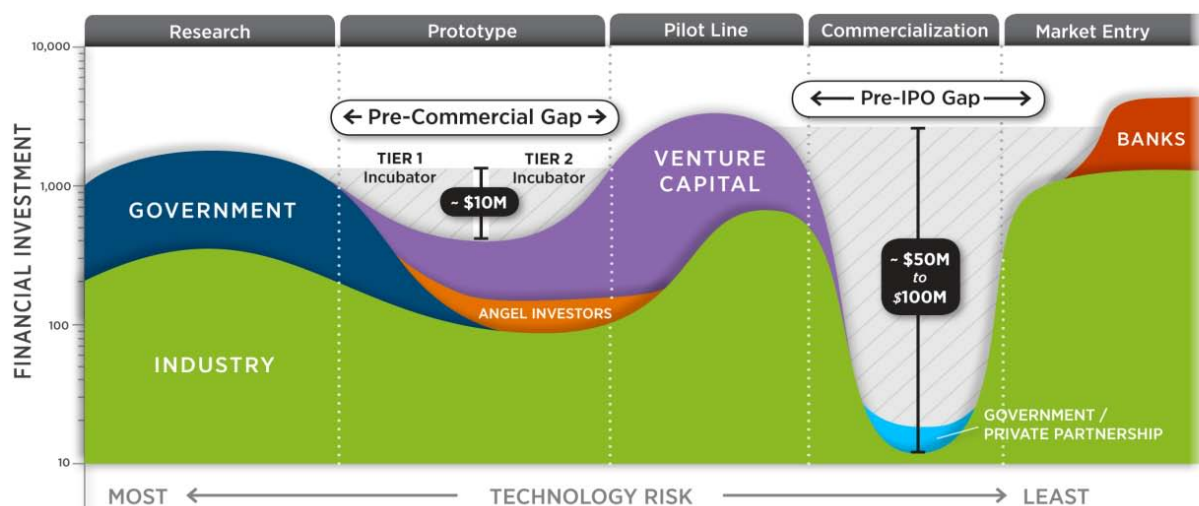 Research
Prototype
Pilot Line
Commercialization
Market Entry
10,000
1,000
100
10
FINANCIAL INVESTMENT
Pre-Commercial Gap
Pre-IPO Gap
TIER 1
Incubator
TIER 2
Incubator
~ $10M
GOVERNMENT
VENTURE
CAPITAL
BANKS
~ $50M
to
$100M
ANGEL INVESTORS
INDUSTRY
GOVERNMENT /
PRIVATE PARTNERSHIP
MOST
TECHNOLOGY RISK
LEAST